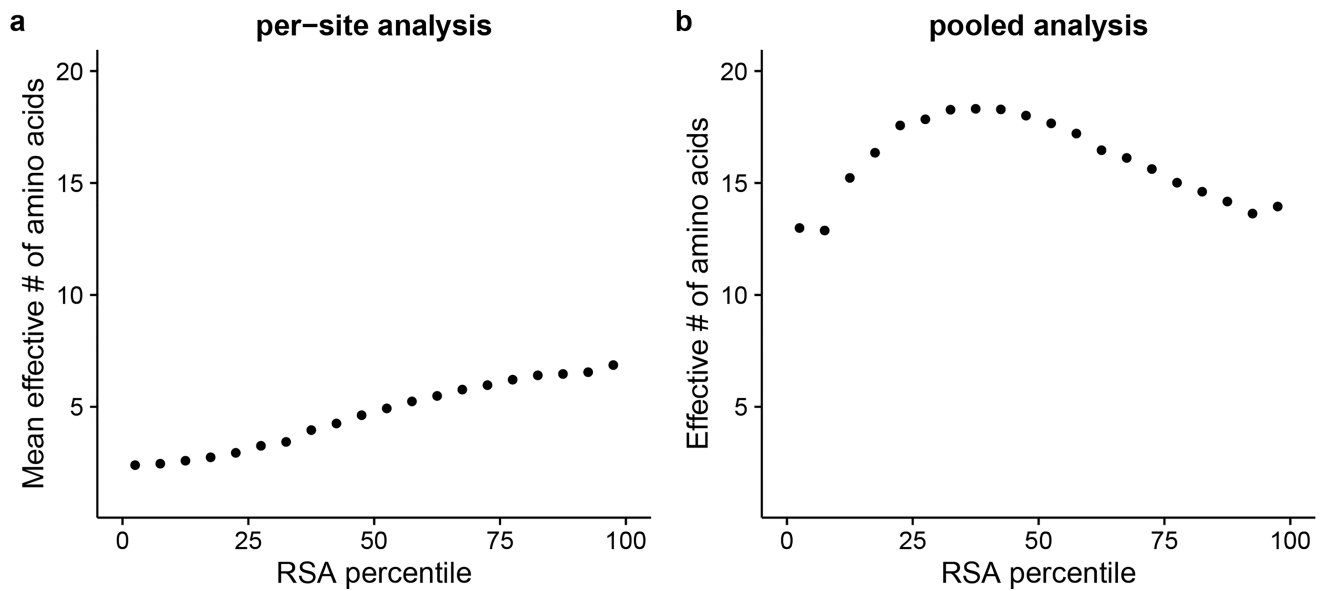 a
per−site analysis
Mean effective # of amino acids
20
15
10
5
0 25 50 75 100
RSA percentile
b
pooled analysis
Effective # of amino acids
20
15
10
5
0 25 50 75 100
RSA percentile